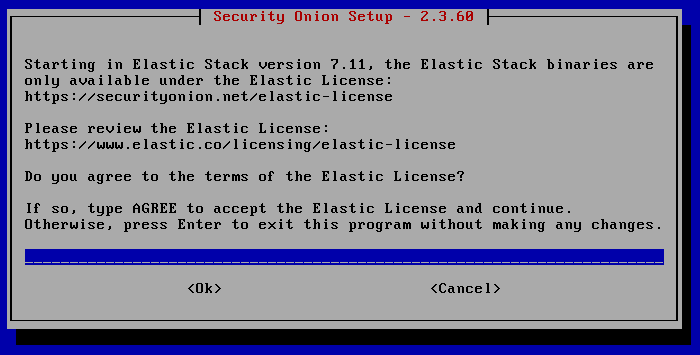 Security Onion Setup - 2.3.60
Starting in Elastic Stack version 7.11, the Elastic Stack binaries are
only available under the Elastic License:
https://securityonion.net/elastic-license
Please review the Elastic License:
https://www.elastic.co/licensing/elastic-license
Do you agree to the terms of the Elastic License?
If so, type AGREE to accept the Elastic License and continue.
Otherwise, press Enter to exit this program without making any changes.
<Ok> <Cancel>